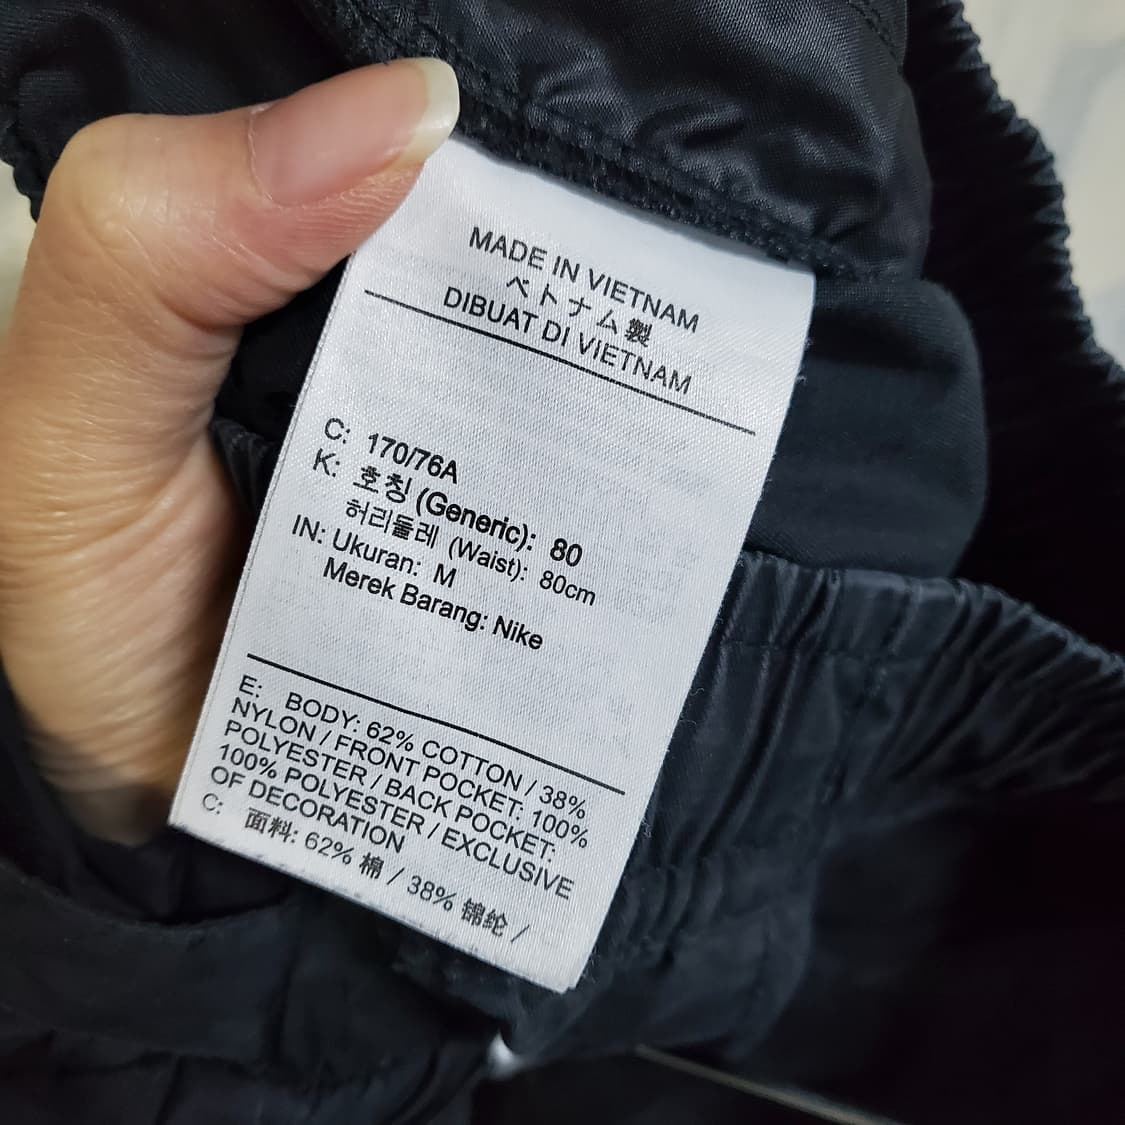 MADE IN VIETNAM
ベトナム製
DIBUAT DI VIETNAM
C: 170/76A
K: 호칭 (Generic): 80
허리둘레 (Waist): 80cm
IN: Ukuran: M
Merek Barang: Nike
E: BODY: 62% COTTON / 38%
NYLON / FRONT POCKET: 100%
POLYESTER / BACK POCKET:
100% POLYESTER / EXCLUSIVE
OF DECORATION
C: 面料: 62% 棉 / 38% 锦纶 /